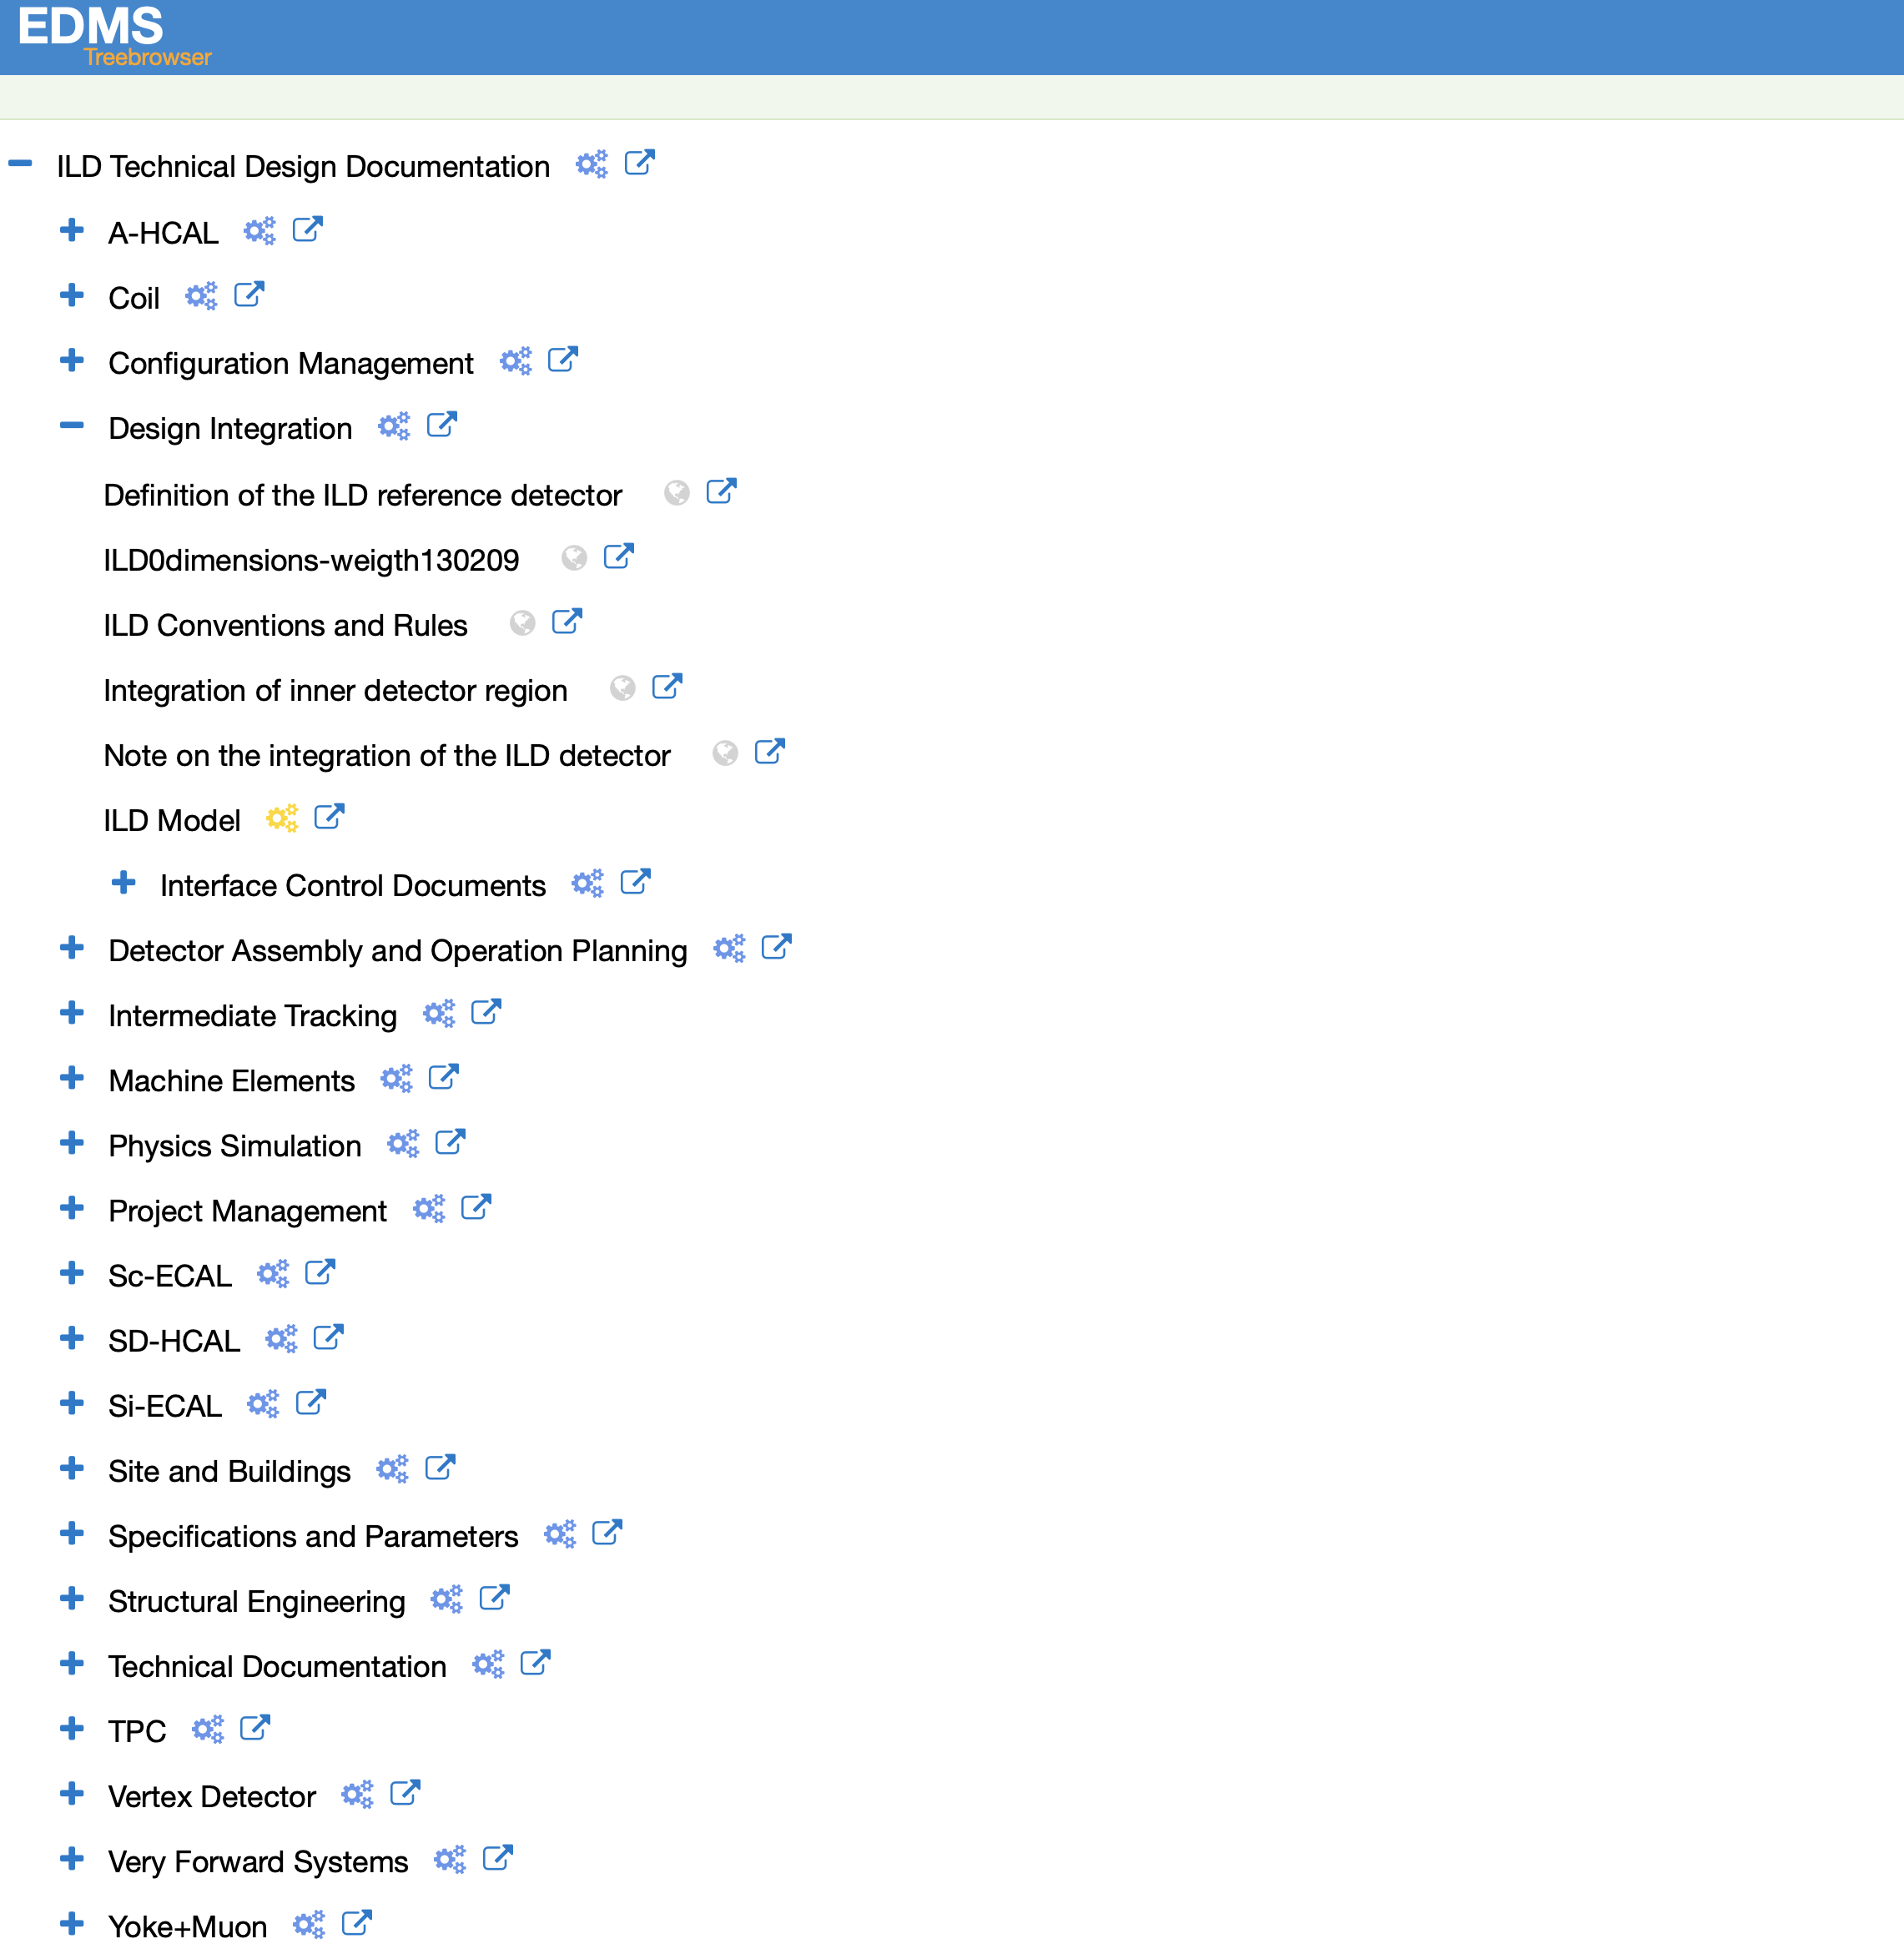 EDMS
Treebrowser
ILD Technical Design Documentation
A-HCAL
Coil
Configuration Management
Design Integration
Definition of the ILD reference detector
ILD0dimensions-weigth130209
ILD Conventions and Rules
Integration of inner detector region
Note on the integration of the ILD detector
ILD Model
Interface Control Documents
Detector Assembly and Operation Planning
Intermediate Tracking
Machine Elements
Physics Simulation
Project Management
Sc-ECAL
SD-HCAL
Si-ECAL
Site and Buildings
Specifications and Parameters
Structural Engineering
Technical Documentation
TPC
Vertex Detector
Very Forward Systems
Yoke+Muon